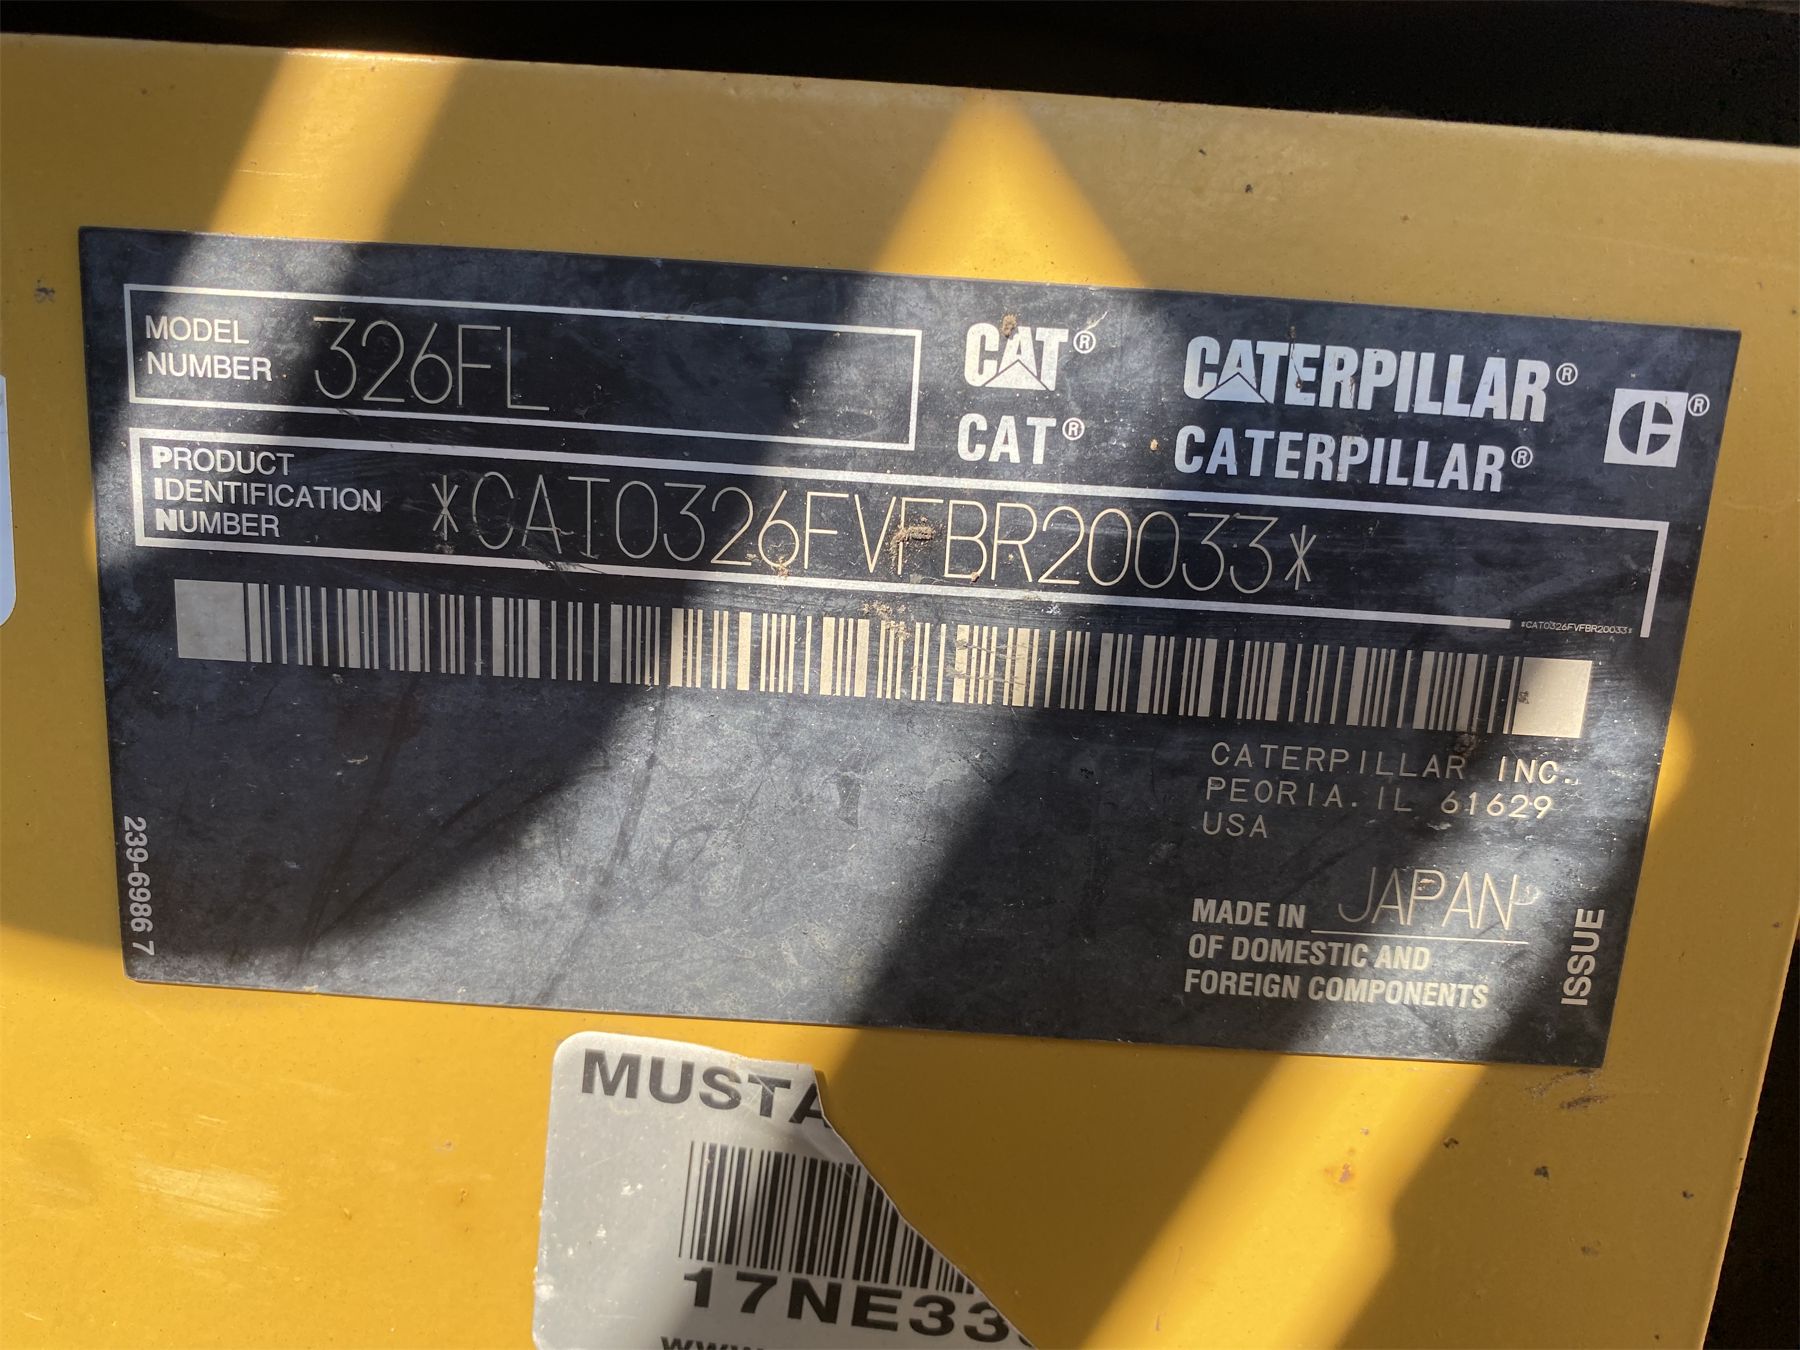 MODEL
NUMBER 326FL
CAT® CATERPILLAR®
CAT® CATERPILLAR®
PRODUCT
IDENTIFICATION
NUMBER *CAT0326FVFBR20033*
*CAT0326FVFBR20033*
CATERPILLAR INC.
PEORIA. IL 61629
USA
MADE IN JAPAN
OF DOMESTIC AND
FOREIGN COMPONENTS
ISSUE
239-6986 7
MUSTA
17NE33
www.